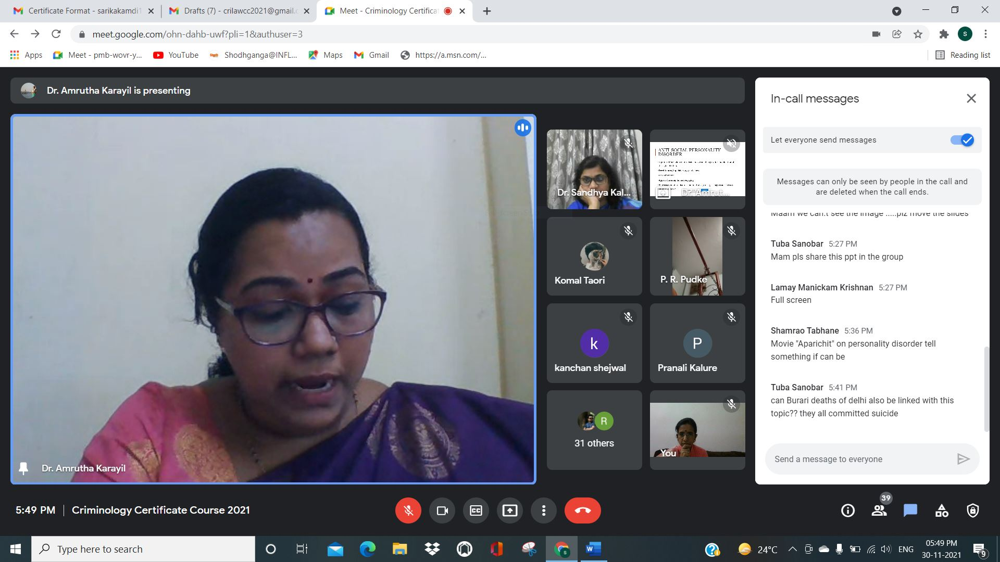 Certificate Format - sarikakamdi1
Drafts (7) - crilawcc2021@gmail.c
Meet - Criminology Certifica
meet.google.com/ohn-dahb-uwf?pli=1&authuser=3
S
Apps
Meet - pmb-wovr-y...
YouTube
Shodhganga@INFL...
Maps
Gmail
https://a.msn.com/...
Reading list
Dr. Amrutha Karayil is presenting
Dr. Amrutha Karayil
Dr. Sandhya Kal...
ANTI SOCIAL PERSONALITY
DISORDER
Dr. Amrut...
Komal Taori
P. R. Pudke
k
kanchan shejwal
P
Pranali Kalure
R
31 others
You
In-call messages
Let everyone send messages
Messages can only be seen by people in the call and
are deleted when the call ends.
Maam we can.t see the image .....plz move the slides
Tuba Sanobar 5:27 PM
Mam pls share this ppt in the group
Lamay Manickam Krishnan 5:27 PM
Full screen
Shamrao Tabhane 5:36 PM
Movie "Aparichit" on personality disorder tell
something if can be
Tuba Sanobar 5:41 PM
can Burari deaths of delhi also be linked with this
topic?? they all committed suicide
Send a message to everyone
5:49 PM | Criminology Certificate Course 2021
CC
39
Type here to search
W
24°C
ENG
05:49 PM
30-11-2021
9